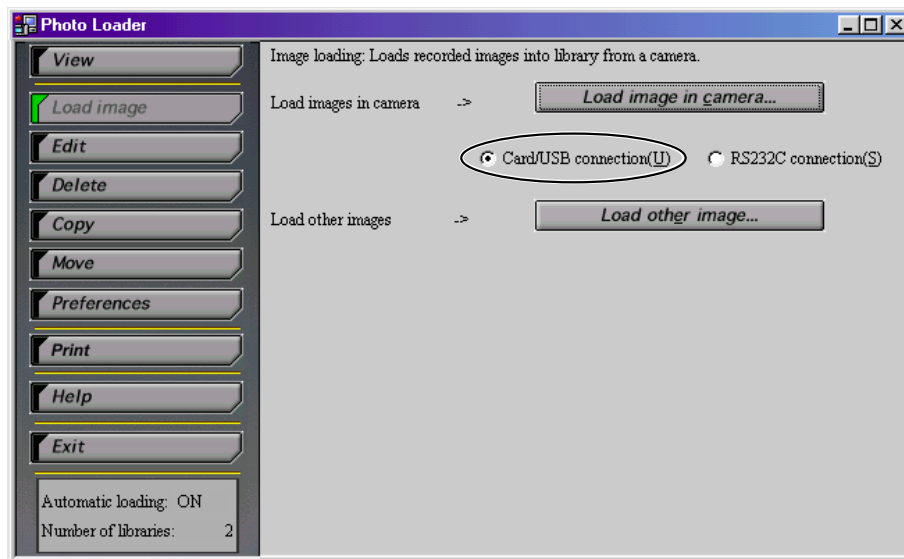 Photo Loader
View
Load image
Edit
Delete
Copy
Move
Preferences
Print
Help
Exit
Automatic loading: ON
Number of libraries: 2
Image loading: Loads recorded images into library from a camera.
Load images in camera -> Load image in camera...
Card/USB connection(U) RS232C connection(S)
Load other images -> Load other image...